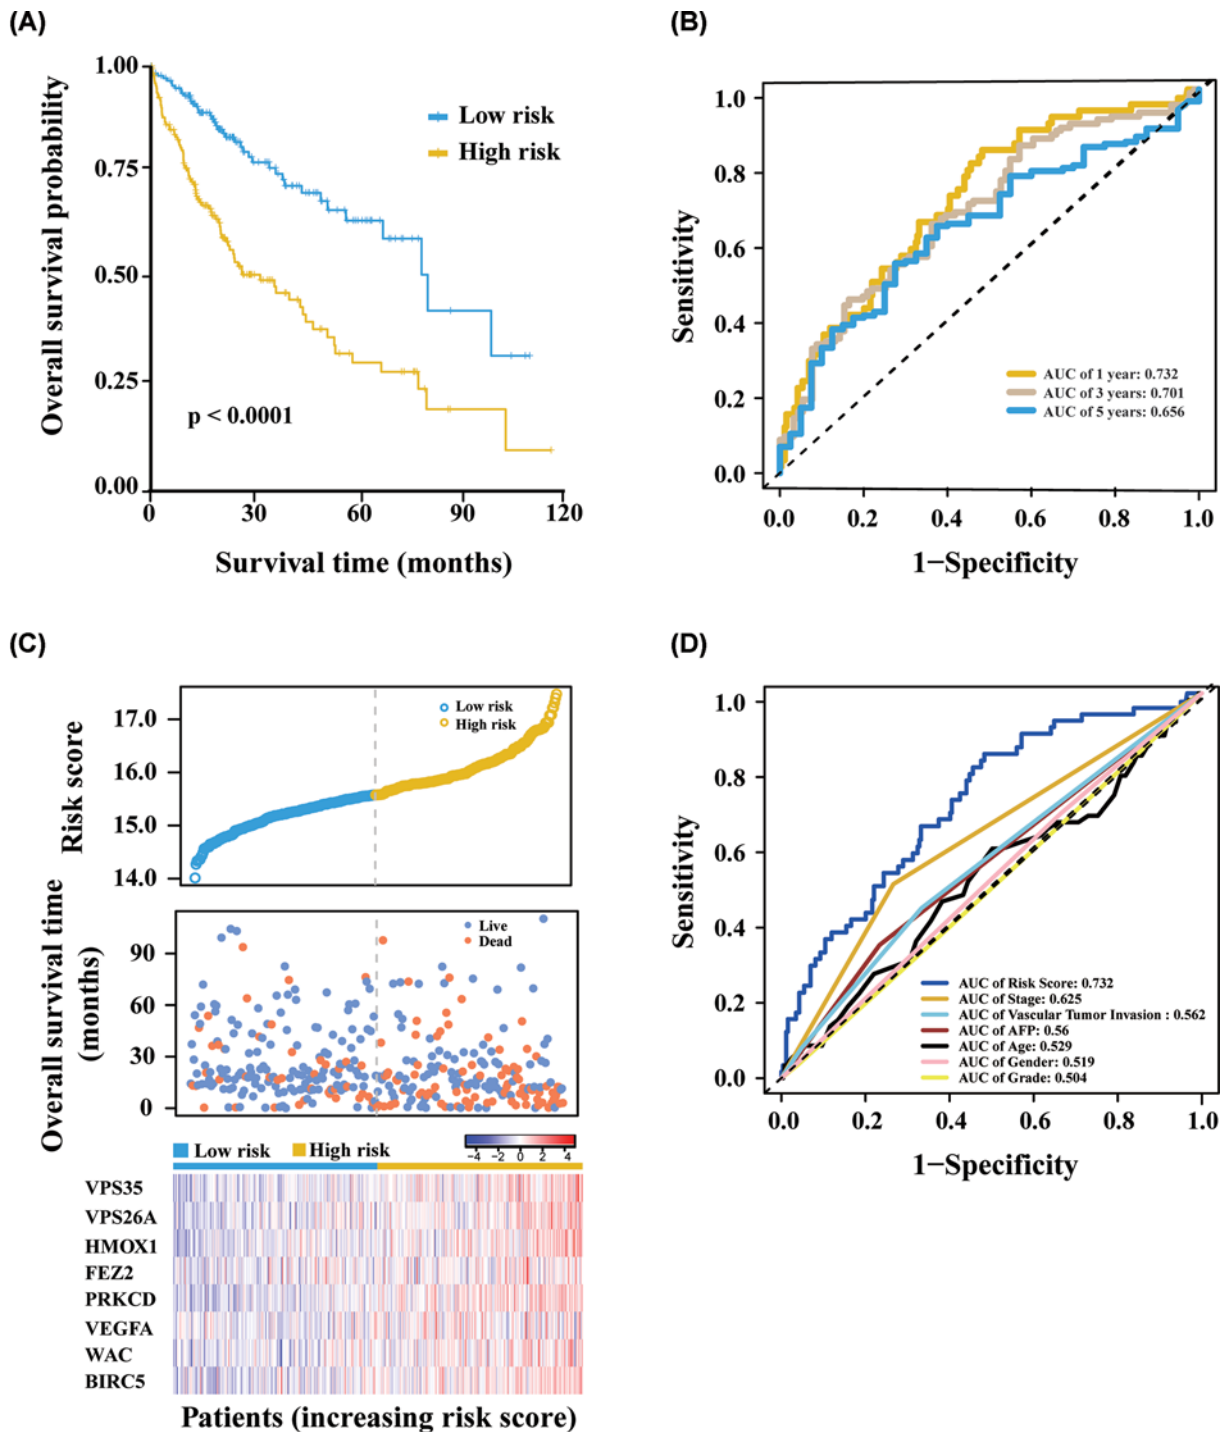 (A)
Overall survival probability
1.00
0.75
0.50
0.25
0.00
Low risk
High risk
p < 0.0001
0 30 60 90 120
Survival time (months)
(B)
Sensitivity
1.0
0.8
0.6
0.4
0.2
0.0
AUC of 1 year: 0.732
AUC of 3 years: 0.701
AUC of 5 years: 0.656
0.0 0.2 0.4 0.6 0.8 1.0
1−Specificity
(C)
Risk score
17.0
16.0
15.0
14.0
Low risk
High risk
Overall survival time
(months)
90
60
30
0
Live
Dead
Low risk High risk
−4 −2 0 2 4
VPS35
VPS26A
HMOX1
FEZ2
PRKCD
VEGFA
WAC
BIRC5
Patients (increasing risk score)
(D)
Sensitivity
1.0
0.8
0.6
0.4
0.2
0.0
AUC of Risk Score: 0.732
AUC of Stage: 0.625
AUC of Vascular Tumor Invasion : 0.562
AUC of AFP: 0.56
AUC of Age: 0.529
AUC of Gender: 0.519
AUC of Grade: 0.504
0.0 0.2 0.4 0.6 0.8 1.0
1−Specificity